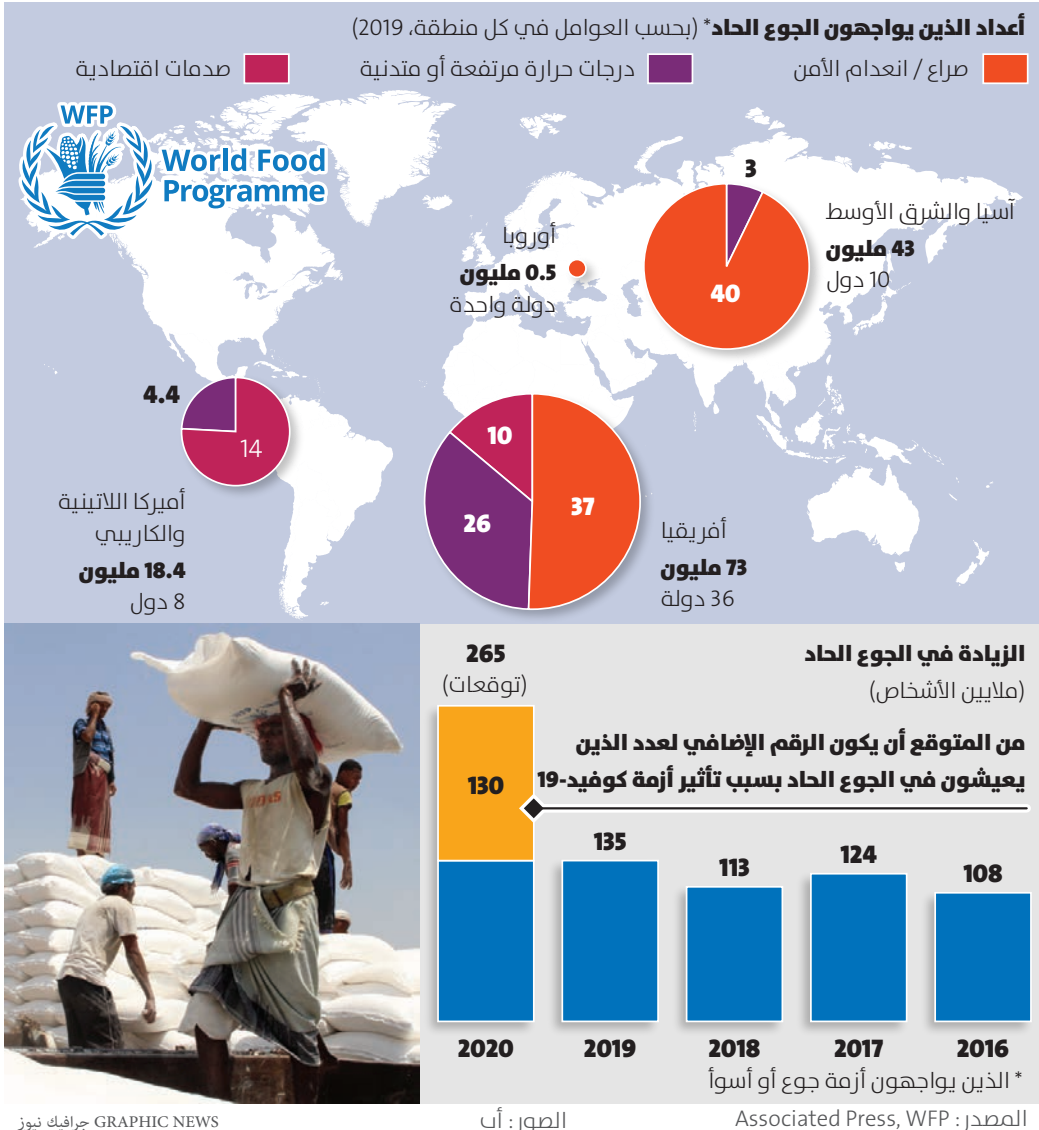 أعداد الذين يواجهون الجوع الحاد* (بحسب العوامل في كل منطقة، 2019)
صراع / انعدام الأمن
درجات حرارة مرتفعة أو متدنية
صدمات اقتصادية
WFP
World Food
Programme
3
40
آسيا والشرق الأوسط
43 مليون
10 دول
أوروبا
0.5 مليون
دولة واحدة
4.4
14
أميركا اللاتينية
والكاريبي
18.4 مليون
8 دول
10
26
37
أفريقيا
73 مليون
36 دولة
الزيادة في الجوع الحاد
(ملايين الأشخاص)
من المتوقع أن يكون الرقم الإضافي لعدد الذين
يعيشون في الجوع الحاد بسبب تأثير أزمة كوفيد-19
265
(توقعات)
130
135
113
124
108
2016
2017
2018
2019
2020
* الذين يواجهون أزمة جوع أو أسوأ
المصدر: Associated Press, WFP
الصور: أب
GRAPHIC NEWS جرافيك نيوز